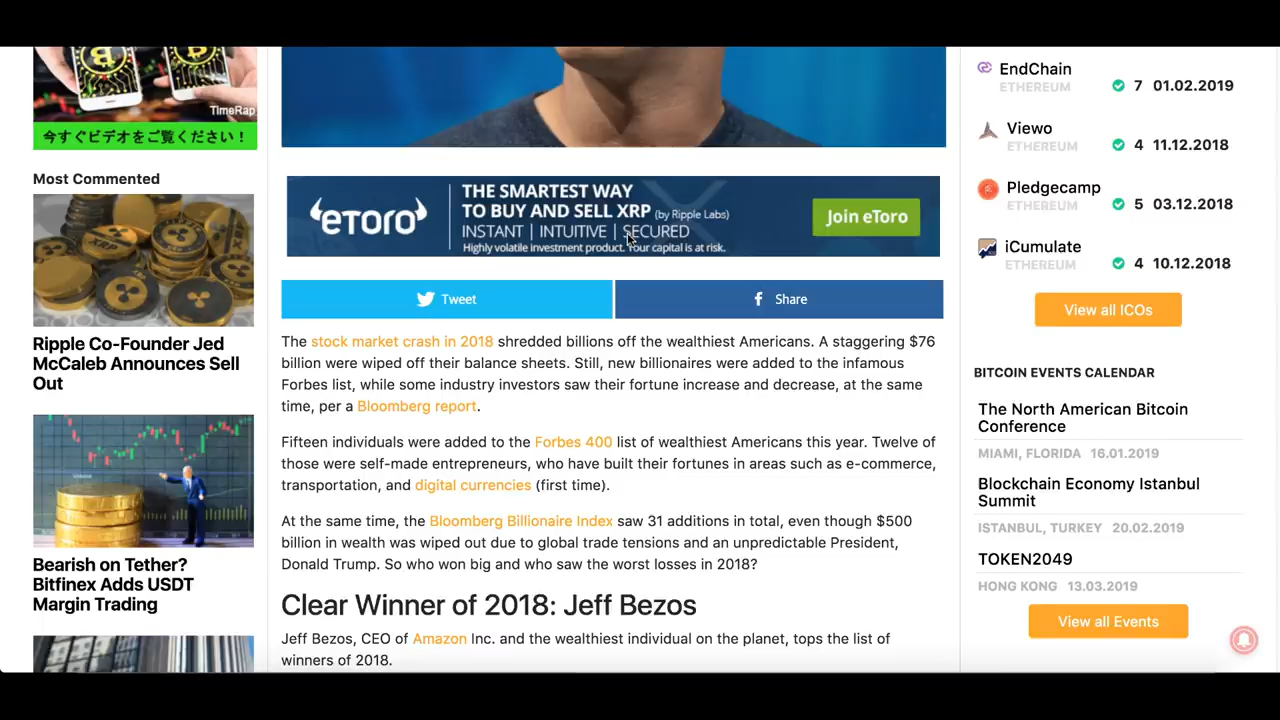 TimeRap
今すぐビデオをご覧ください！
Most Commented
Ripple Co-Founder Jed
McCaleb Announces Sell
Out
Bearish on Tether?
Bitfinex Adds USDT
Margin Trading
eToro
THE SMARTEST WAY
TO BUY AND SELL XRP (by Ripple Labs)
INSTANT | INTUITIVE | SECURED
Highly volatile investment product. Your capital is at risk.
Join eToro
Tweet
Share
The stock market crash in 2018 shredded billions off the wealthiest Americans. A staggering $76
billion were wiped off their balance sheets. Still, new billionaires were added to the infamous
Forbes list, while some industry investors saw their fortune increase and decrease, at the same
time, per a Bloomberg report.
Fifteen individuals were added to the Forbes 400 list of wealthiest Americans this year. Twelve of
those were self-made entrepreneurs, who have built their fortunes in areas such as e-commerce,
transportation, and digital currencies (first time).
At the same time, the Bloomberg Billionaire Index saw 31 additions in total, even though $500
billion in wealth was wiped out due to global trade tensions and an unpredictable President,
Donald Trump. So who won big and who saw the worst losses in 2018?
Clear Winner of 2018: Jeff Bezos
Jeff Bezos, CEO of Amazon Inc. and the wealthiest individual on the planet, tops the list of
winners of 2018.
EndChain
ETHEREUM 7 01.02.2019
Viewo
ETHEREUM 4 11.12.2018
Pledgecamp
ETHEREUM 5 03.12.2018
iCumulate
ETHEREUM 4 10.12.2018
View all ICOs
BITCOIN EVENTS CALENDAR
The North American Bitcoin
Conference
MIAMI, FLORIDA 16.01.2019
Blockchain Economy Istanbul
Summit
ISTANBUL, TURKEY 20.02.2019
TOKEN2049
HONG KONG 13.03.2019
View all Events